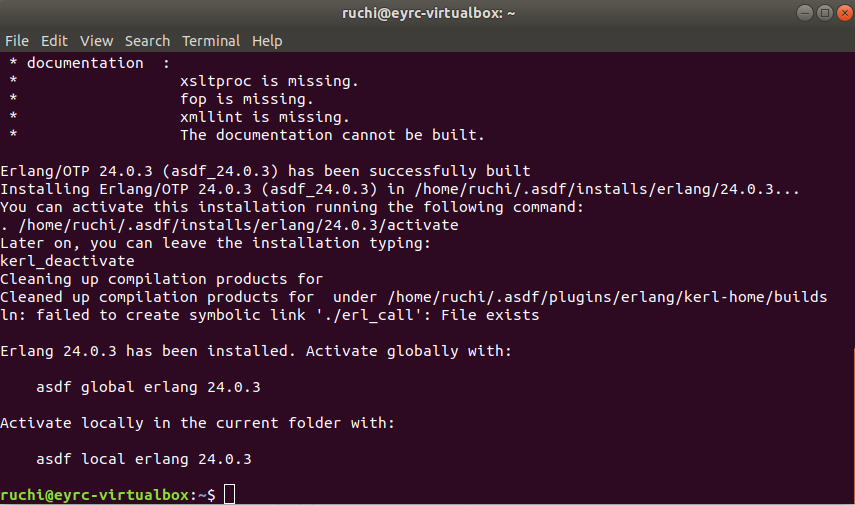 ruchi@eyrc-virtualbox: ~
File Edit View Search Terminal Help
* documentation :
* xsltproc is missing.
* fop is missing.
* xmllint is missing.
* The documentation cannot be built.
Erlang/OTP 24.0.3 (asdf_24.0.3) has been successfully built
Installing Erlang/OTP 24.0.3 (asdf_24.0.3) in /home/ruchi/.asdf/installs/erlang/24.0.3...
You can activate this installation running the following command:
. /home/ruchi/.asdf/installs/erlang/24.0.3/activate
Later on, you can leave the installation typing:
kerl_deactivate
Cleaning up compilation products for
Cleaned up compilation products for  under /home/ruchi/.asdf/plugins/erlang/kerl-home/builds
ln: failed to create symbolic link './erl_call': File exists
Erlang 24.0.3 has been installed. Activate globally with:
asdf global erlang 24.0.3
Activate locally in the current folder with:
asdf local erlang 24.0.3
ruchi@eyrc-virtualbox:~$